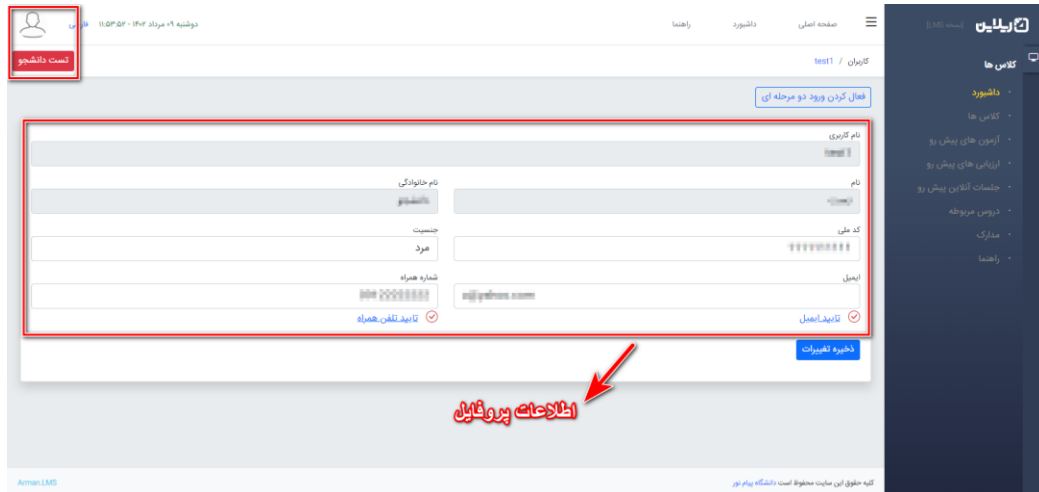 صفحه اصلی داشبورد راهنما دوشنبه ۰۹ مرداد ۱۴۰۲ - ۱۱:۵۳:۵۲ فارسی
تست دانشجو
کاربران / test1
کلاس ها
داشبورد
کلاس ها
آزمون های پیش رو
ارزیابی های پیش رو
جلسات آنلاین پیش رو
دروس مربوطه
مدارک
راهنما
فعال کردن ورود دو مرحله ای
نام کاربری
نام نام خانوادگی
کد ملی جنسیت
مرد
ایمیل شماره همراه
تایید ایمیل تایید تلفن همراه
ذخیره تغییرات
اطلاعات پروفایل
کلیه حقوق این سایت محفوظ است دانشگاه پیام نور Arman.LMS